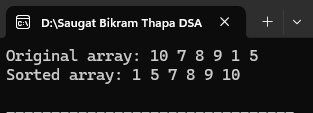 D:\Saugat Bikram Thapa DSA
Original array: 10 7 8 9 1 5
Sorted array: 1 5 7 8 9 10